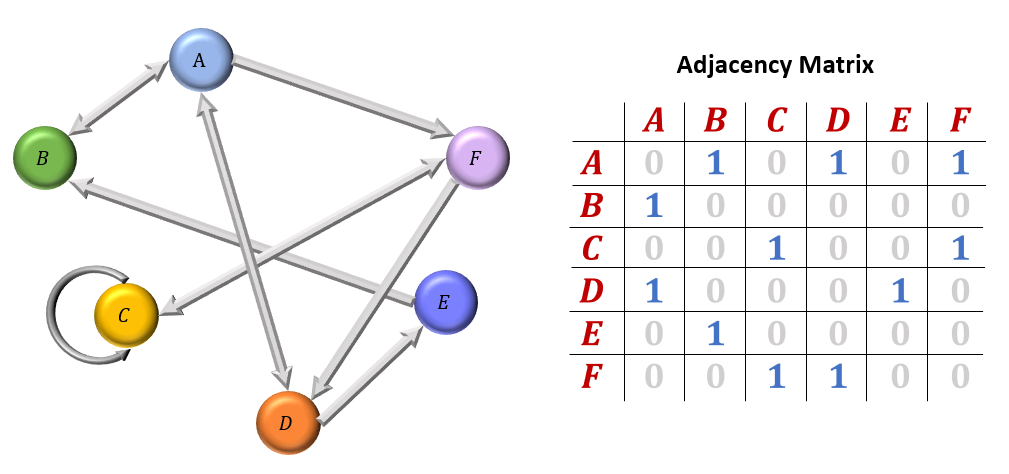 A
B
F
C
E
D
Adjacency Matrix
A B C D E F
A 0 1 0 1 0 1
B 1 0 0 0 0 0
C 0 0 1 0 0 1
D 1 0 0 0 1 0
E 0 1 0 0 0 0
F 0 0 1 1 0 0